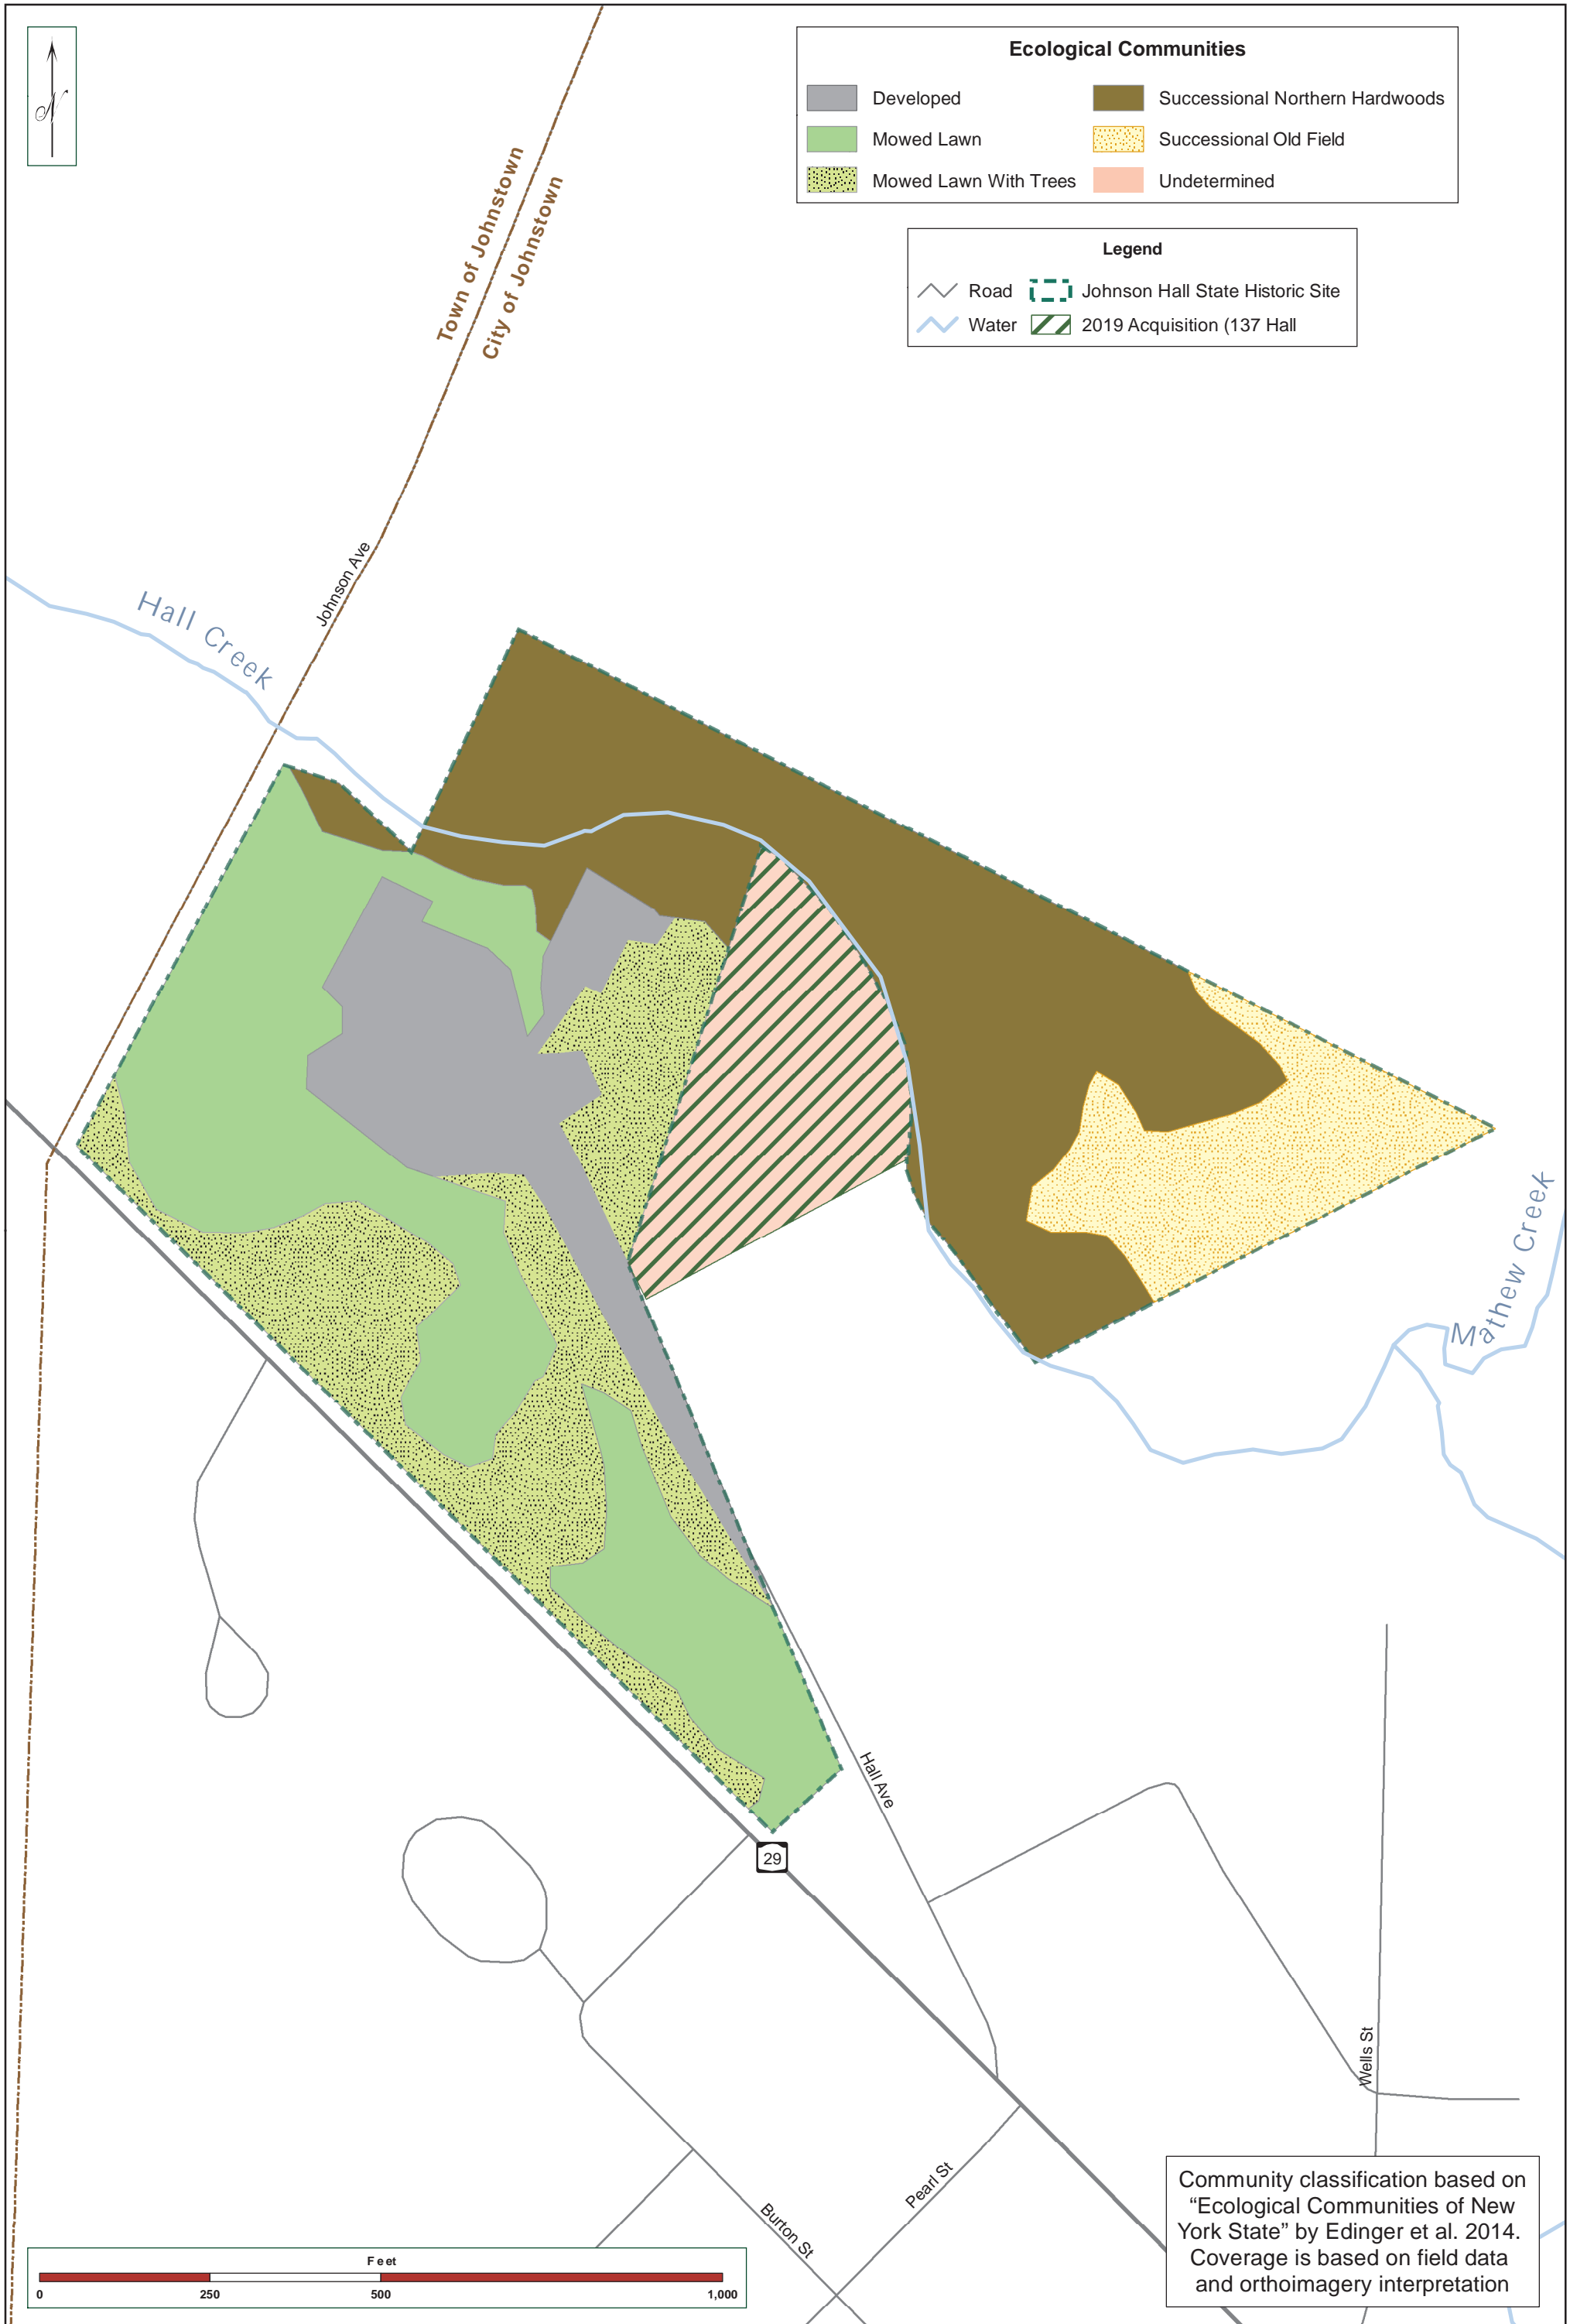 N
Ecological Communities
Developed
Successional Northern Hardwoods
Mowed Lawn
Successional Old Field
Mowed Lawn With Trees
Undetermined
Legend
Road
Johnson Hall State Historic Site
Water
2019 Acquisition (137 Hall
Town of Johnstown
City of Johnstown
Johnson Ave
Hall Creek
Mathew Creek
Hall Ave
29
Wells St
Pearl St
Burton St
Community classification based on
“Ecological Communities of New
York State” by Edinger et al. 2014.
Coverage is based on field data
and orthoimagery interpretation
Feet
0 250 500 1,000